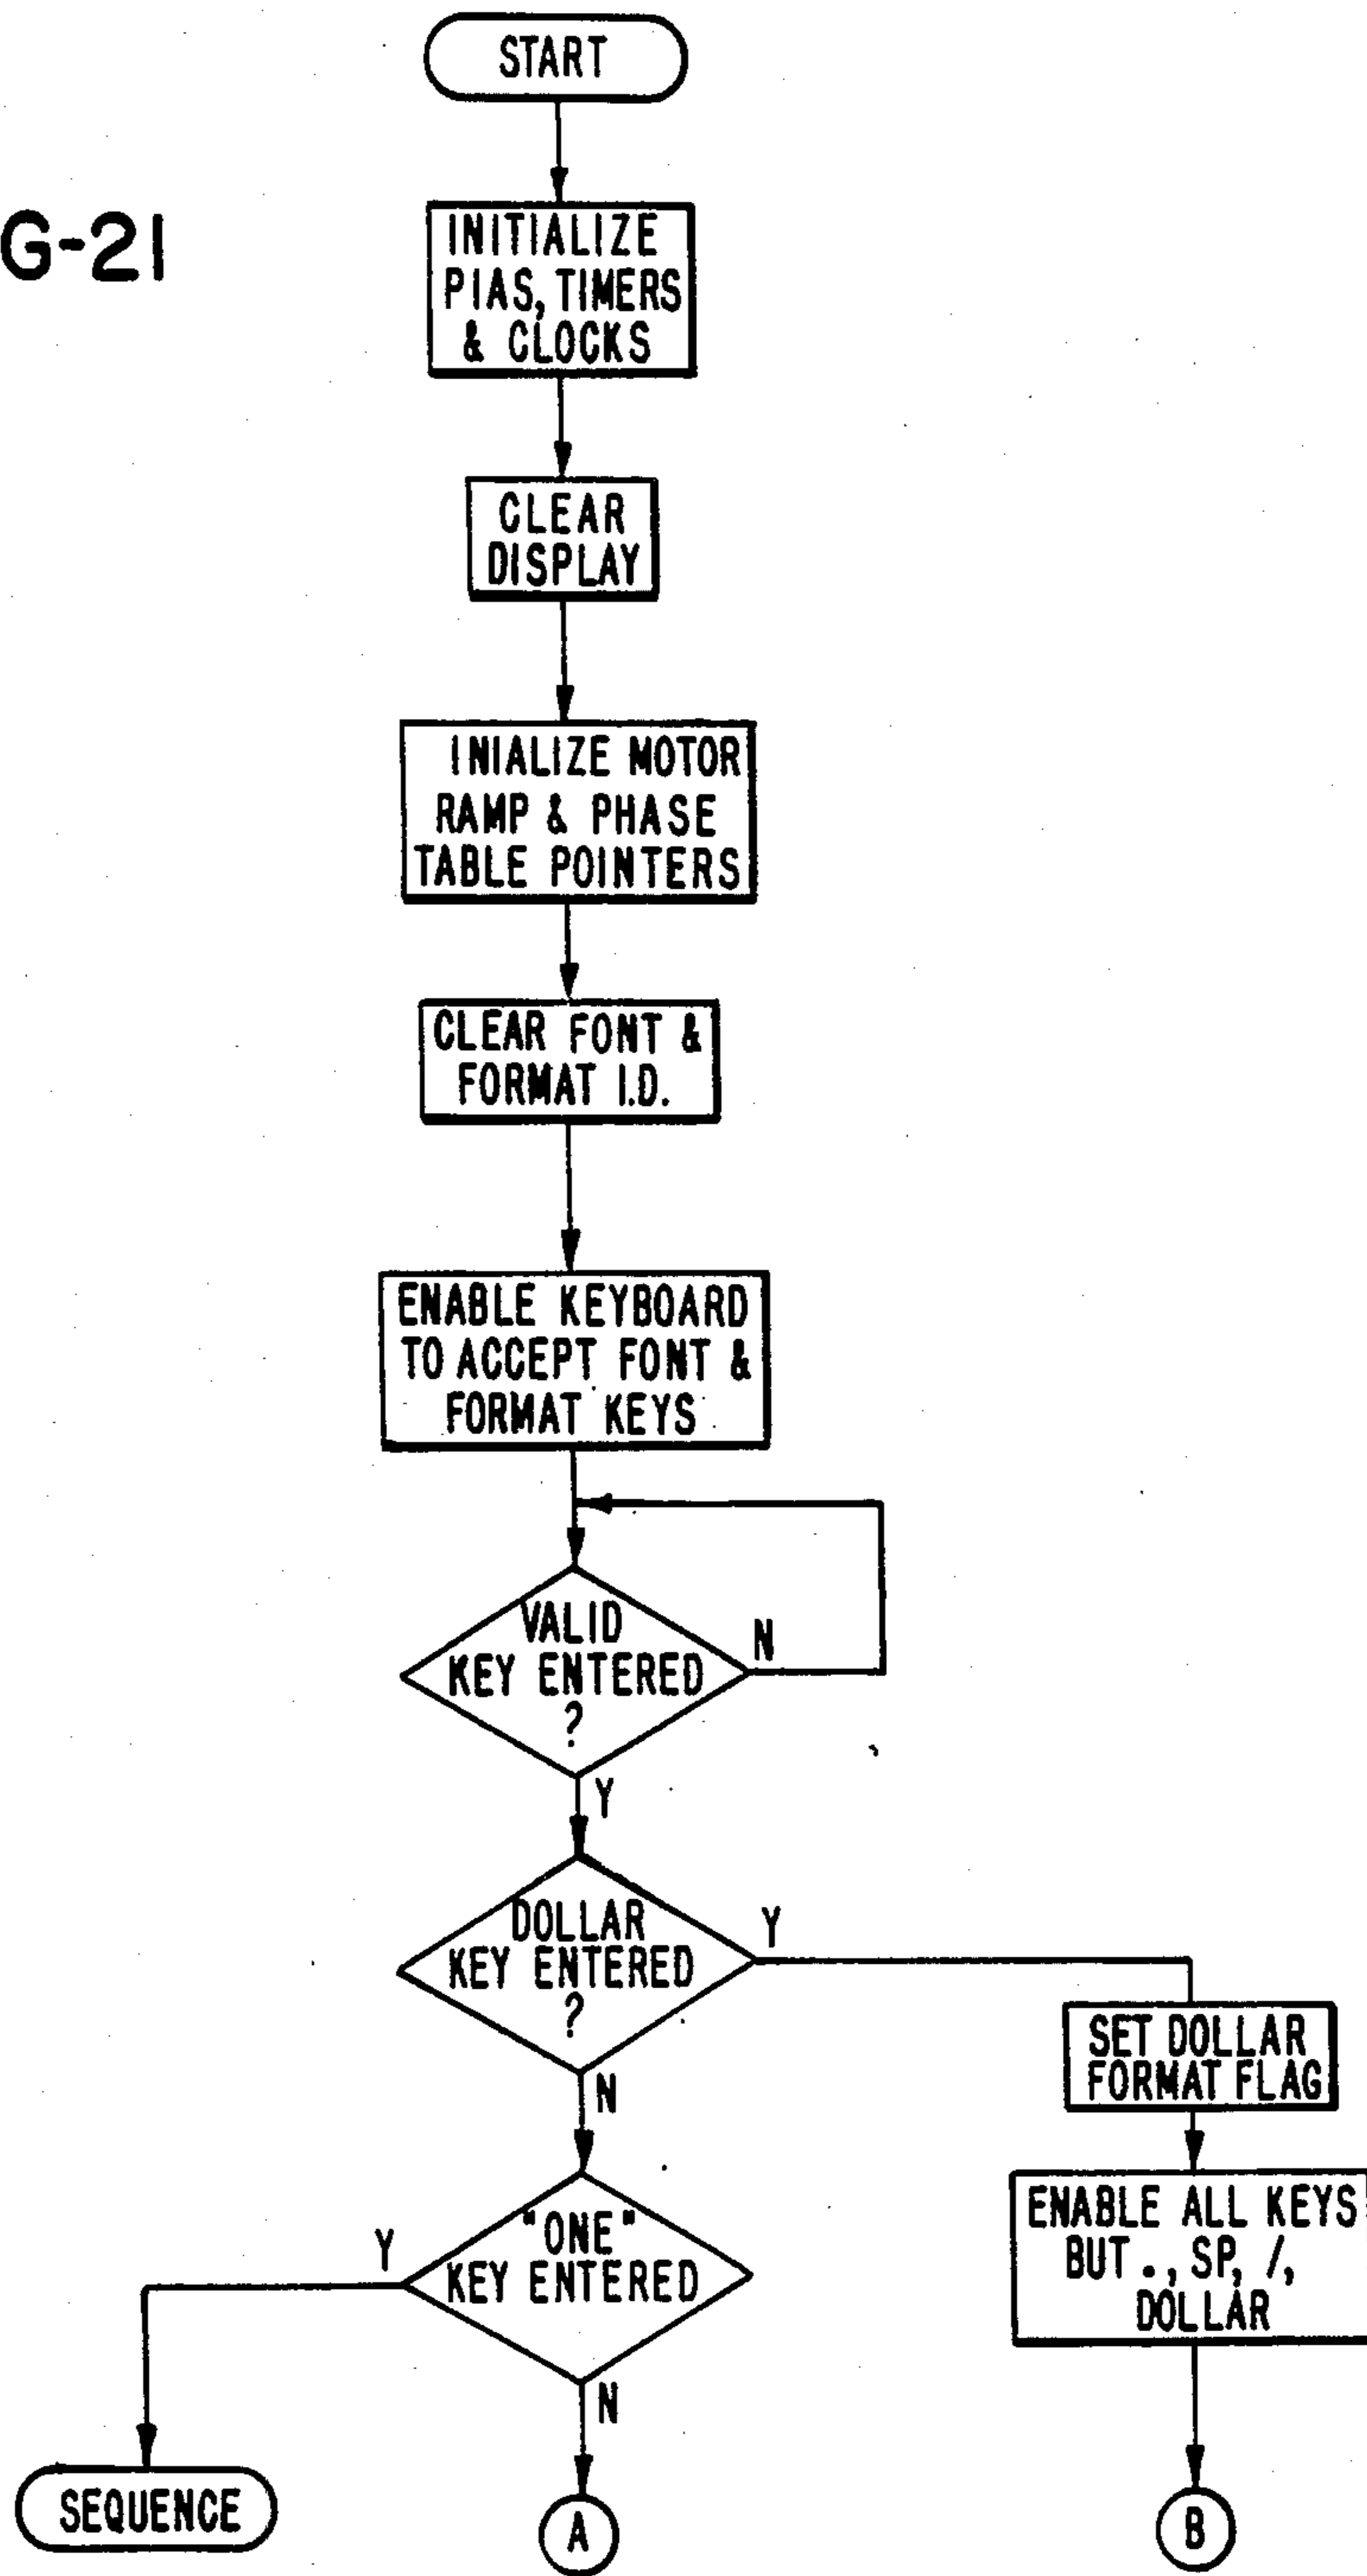 START
G-21
INITIALIZE
PIAS, TIMERS
& CLOCKS
CLEAR
DISPLAY
INIALIZE MOTOR
RAMP & PHASE
TABLE POINTERS
CLEAR FONT &
FORMAT I.D.
ENABLE KEYBOARD
TO ACCEPT FONT &
FORMAT KEYS
VALID
KEY ENTERED
?
N
Y
DOLLAR
KEY ENTERED
?
Y
N
SET DOLLAR
FORMAT FLAG
ENABLE ALL KEYS
BUT ., SP, /,
DOLLAR
"ONE"
KEY ENTERED
Y
N
SEQUENCE
A
B